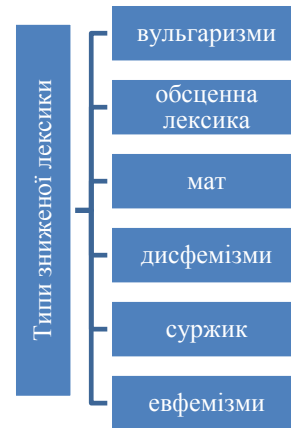 Типи зниженої лексики
вульгаризми
обсценна
лексика
мат
дисфемізми
суржик
евфемізми